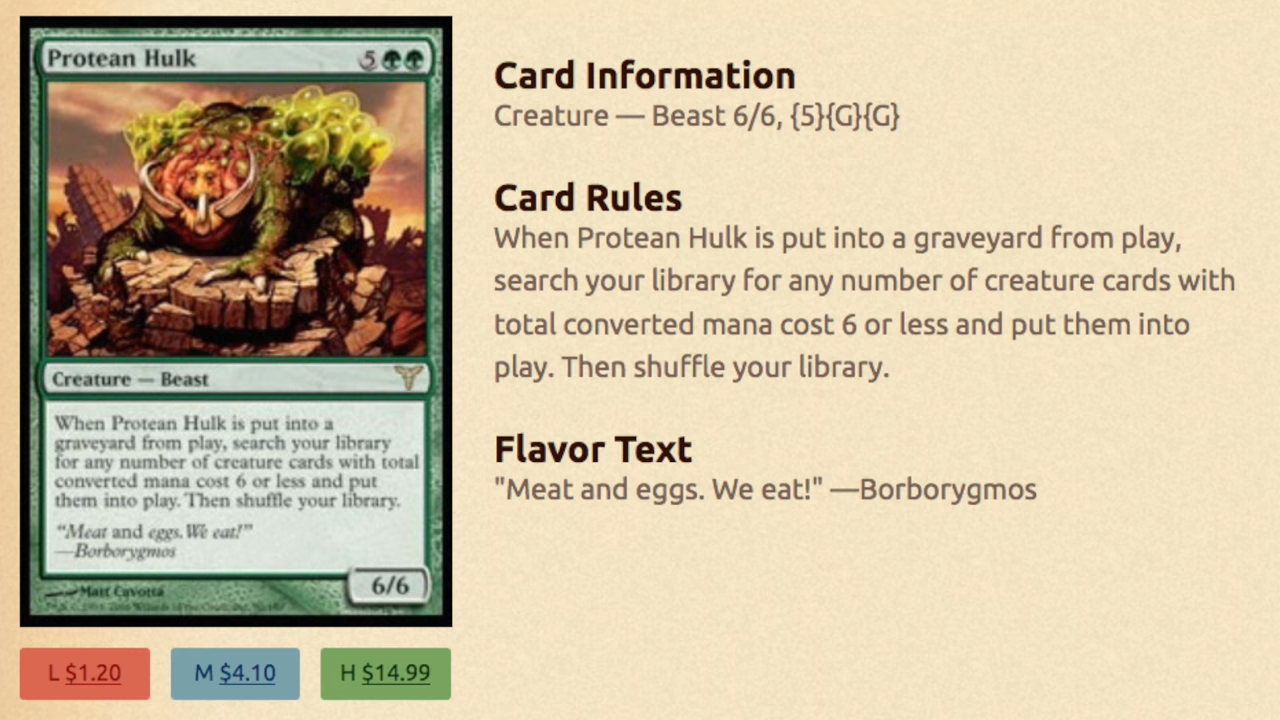 Protean Hulk 5
Creature — Beast
When Protean Hulk is put into a
graveyard from play, search your library
for any number of creature cards with total
converted mana cost 6 or less and put
them into play. Then shuffle your library.
“Meat and eggs. We eat!”
—Borborygmos
6/6
Matt Cavotta
L $1.20
M $4.10
H $14.99
Card Information
Creature — Beast 6/6, {5}{G}{G}
Card Rules
When Protean Hulk is put into a graveyard from play,
search your library for any number of creature cards with
total converted mana cost 6 or less and put them into
play. Then shuffle your library.
Flavor Text
"Meat and eggs. We eat!" —Borborygmos